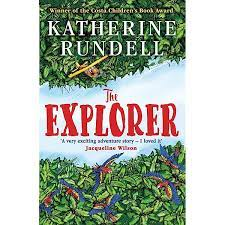 KATHERINE
RUNDELL
Winner of the Costa Children's Book Award
The
EXPLORER
'A very exciting adventure story – I loved it'
Jacqueline Wilson